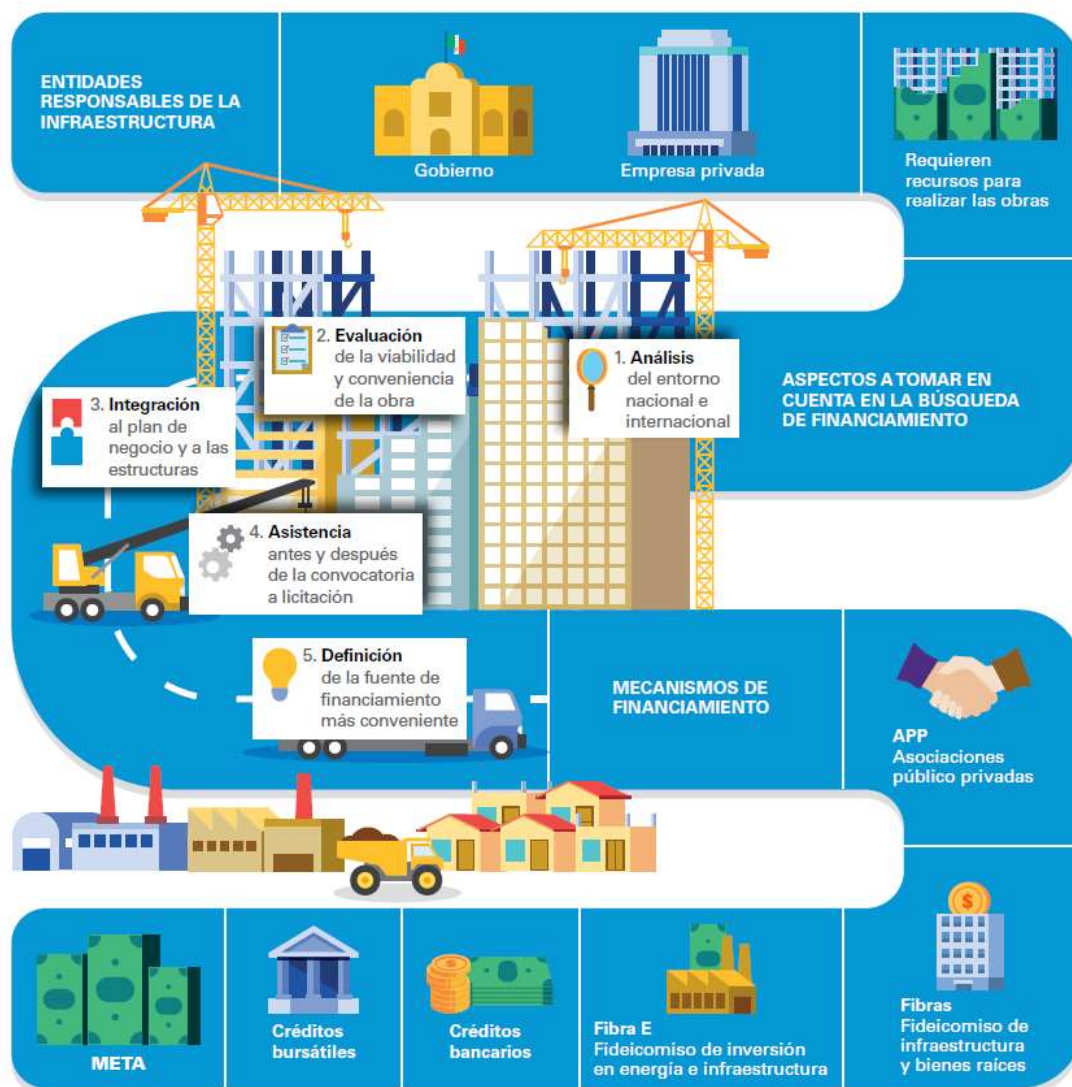 ENTIDADES
RESPONSABLES DE LA
INFRAESTRUCTURA
Gobierno
Empresa privada
Requieren
recursos para
realizar las obras
ASPECTOS A TOMAR EN
CUENTA EN LA BÚSQUEDA
DE FINANCIAMIENTO
1. Análisis
del entorno
nacional e
internacional
2. Evaluación
de la viabilidad
y conveniencia
de la obra
3. Integración
al plan de
negocio y a las
estructuras
4. Asistencia
antes y después
de la convocatoria
a licitación
5. Definición
de la fuente de
financiamiento
más conveniente
MECANISMOS DE
FINANCIAMIENTO
APP
Asociaciones
público privadas
$
Fibras
Fideicomiso de
infraestructura
y bienes raíces
Fibra E
Fideicomiso de inversión
en energía e infraestructura
Créditos
bancarios
Créditos
bursátiles
META